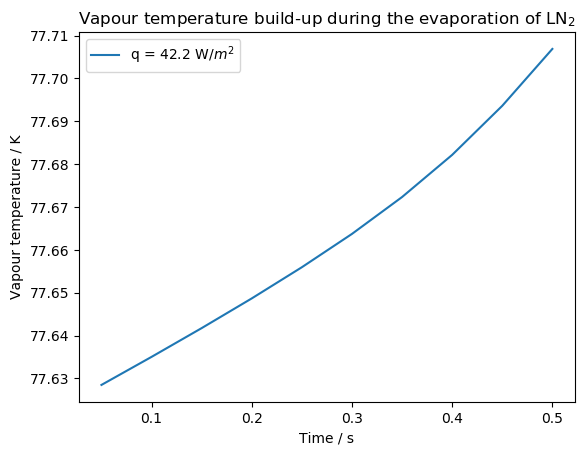 Vapour temperature build-up during the evaporation of LN₂
q = 42.2 W/m²
77.71
77.70
77.69
77.68
77.67
77.66
77.65
77.64
77.63
Vapour temperature / K
0.1 0.2 0.3 0.4 0.5
Time / s